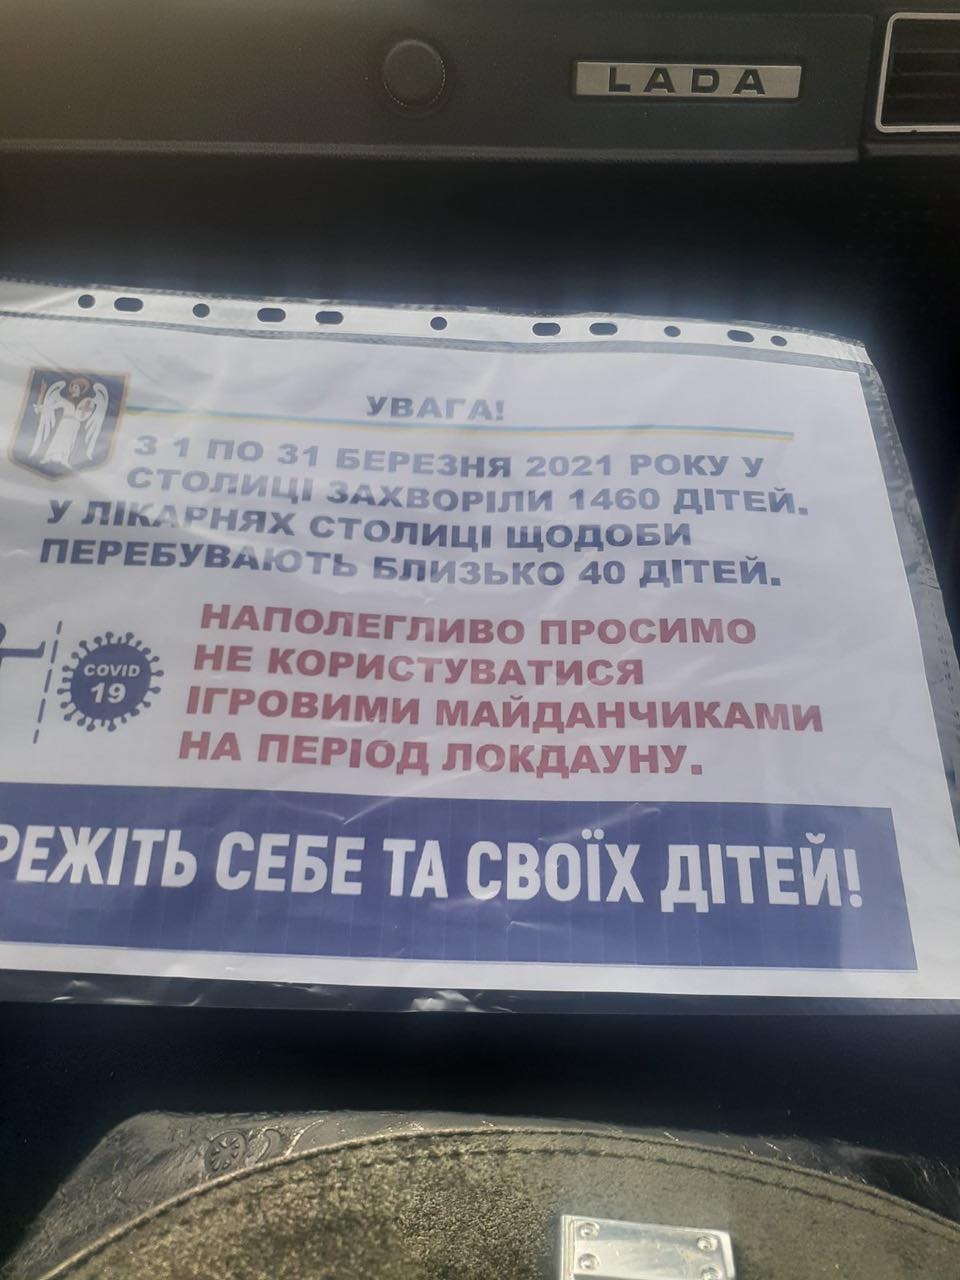 LADA
УВАГА!
З 1 ПО 31 БЕРЕЗНЯ 2021 РОКУ У
СТОЛИЦІ ЗАХВОРІЛИ 1460 ДІТЕЙ.
У ЛІКАРНЯХ СТОЛИЦІ ЩОДОБИ
ПЕРЕБУВАЮТЬ БЛИЗЬКО 40 ДІТЕЙ.
НАПОЛЕГЛИВО ПРОСИМО
НЕ КОРИСТУВАТИСЯ
ІГРОВИМИ МАЙДАНЧИКАМИ
НА ПЕРІОД ЛОКДАУНУ.
COVID
19
РЕЖІТЬ СЕБЕ ТА СВОЇХ ДІТЕЙ!